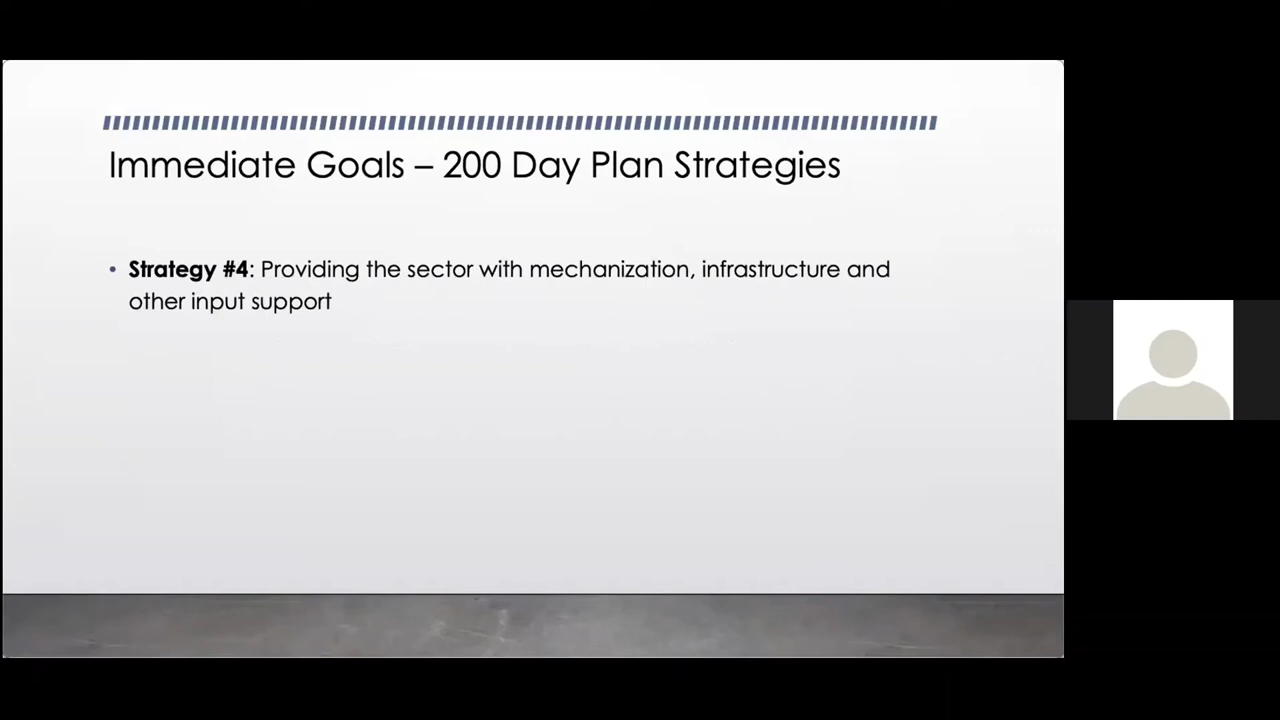 Immediate Goals – 200 Day Plan Strategies
• Strategy #4: Providing the sector with mechanization, infrastructure and
other input support